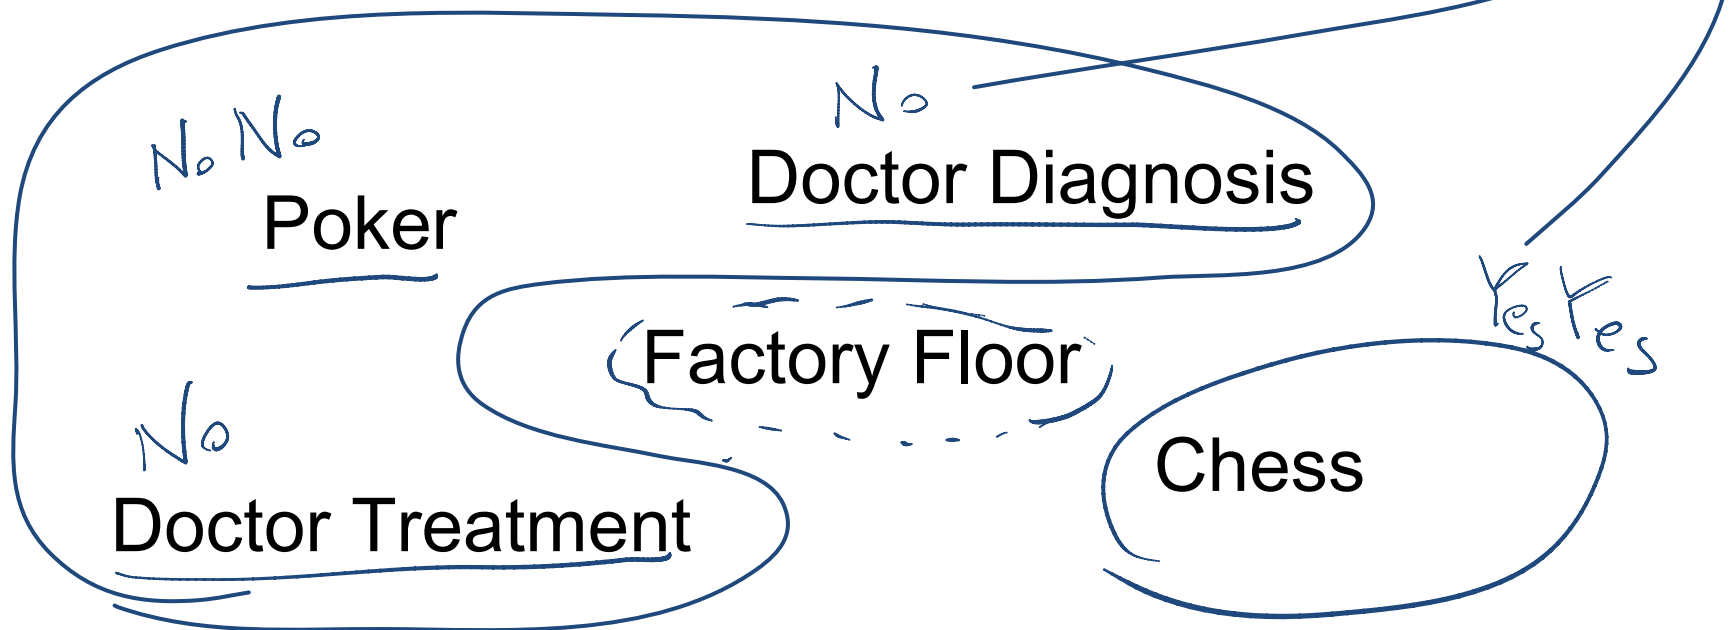 No No
Poker
No
Doctor Diagnosis
Factory Floor
Yes Yes
Chess
No
Doctor Treatment